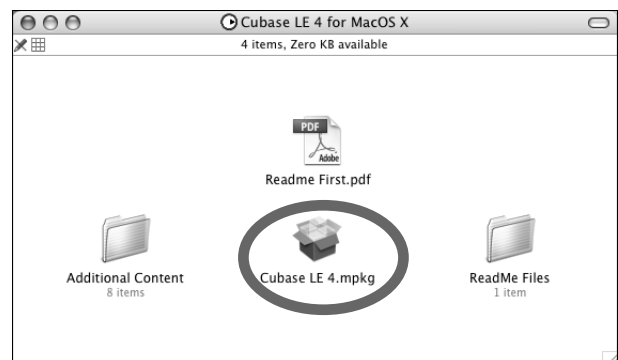 Cubase LE 4 for MacOS X
4 items, Zero KB available
PDF
Adobe
Readme First.pdf
Additional Content
8 items
Cubase LE 4.mpkg
ReadMe Files
1 item